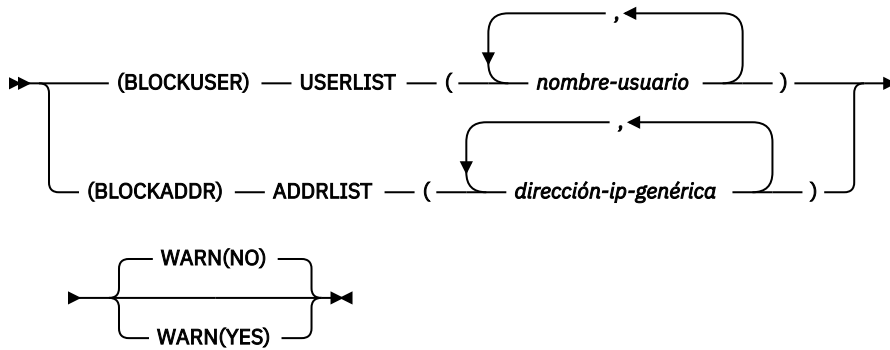 ,
(BLOCKUSER) USERLIST ( nombre-usuario )
,
(BLOCKADDR) ADDRLIST ( dirección-ip-genérica )
WARN(NO)
WARN(YES)